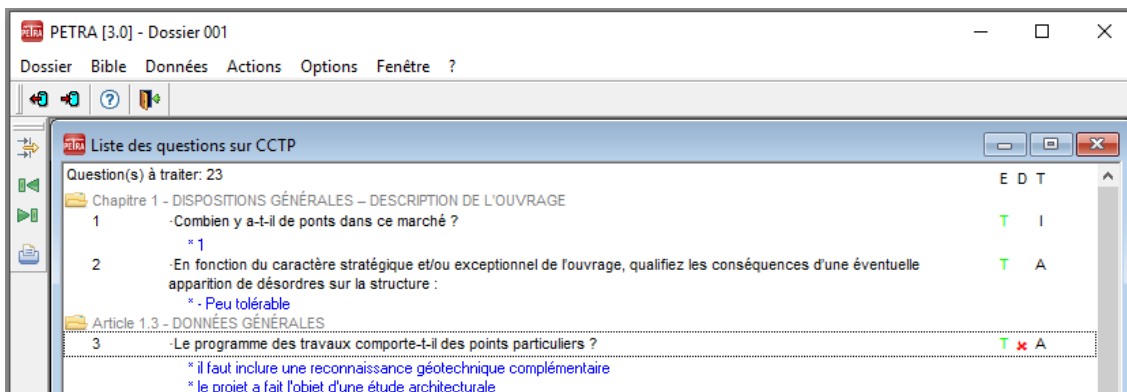 PETRA PETRA [3.0] - Dossier 001
Dossier Bible Données Actions Options Fenêtre ?
PETRA Liste des questions sur CCTP
Question(s) à traiter: 23 E D T
Chapitre 1 - DISPOSITIONS GÉNÉRALES – DESCRIPTION DE L'OUVRAGE
1 -Combien y a-t-il de ponts dans ce marché ? T I
* 1
2 -En fonction du caractère stratégique et/ou exceptionnel de l'ouvrage, qualifiez les conséquences d'une éventuelle T A
apparition de désordres sur la structure :
* - Peu tolérable
Article 1.3 - DONNÉES GÉNÉRALES
3 -Le programme des travaux comporte-t-il des points particuliers ? T A
* il faut inclure une reconnaissance géotechnique complémentaire
* le projet a fait l'objet d'une étude architecturale